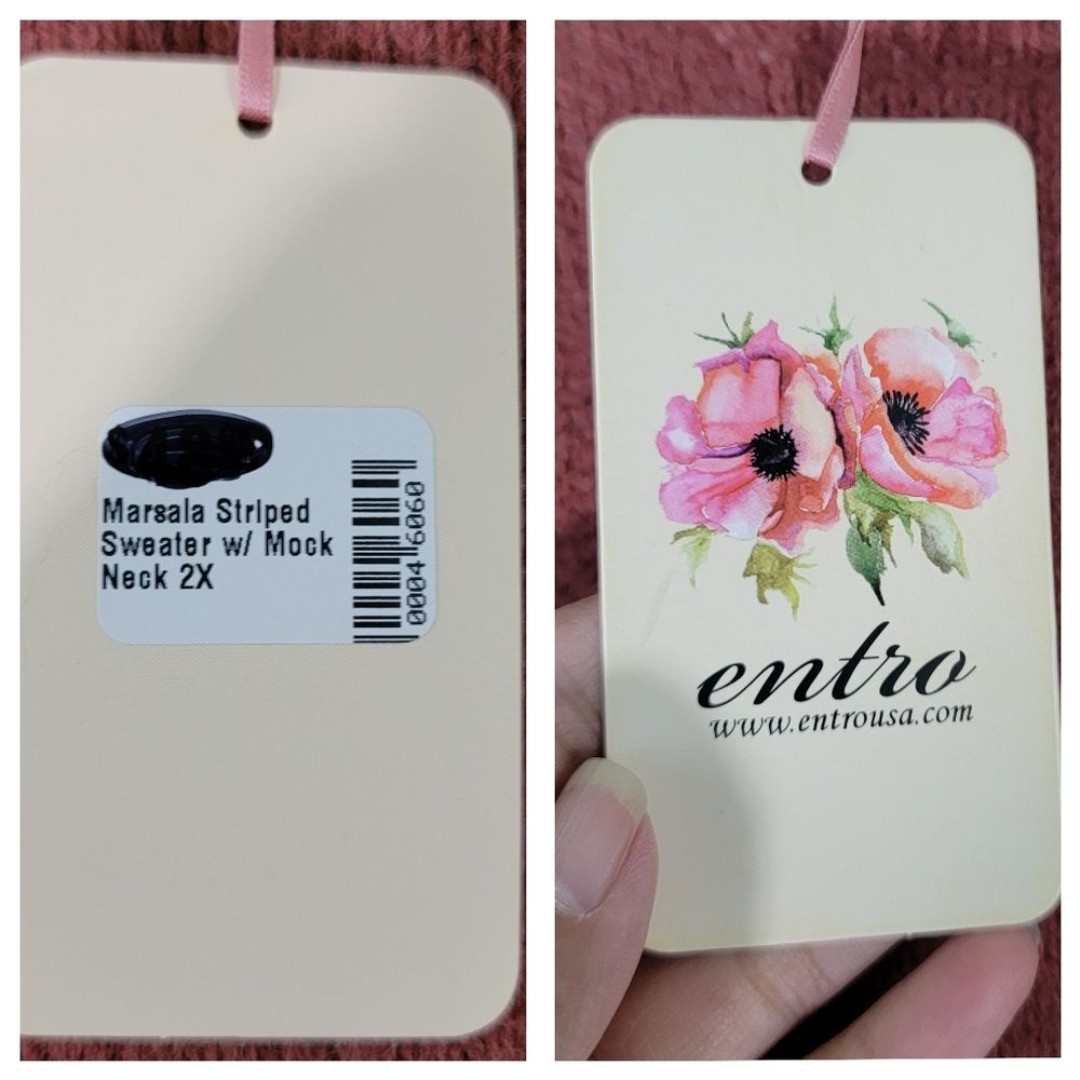 Marsala Striped
Sweater w/ Mock
Neck 2X
0004 6060
entro
www.entrousa.com